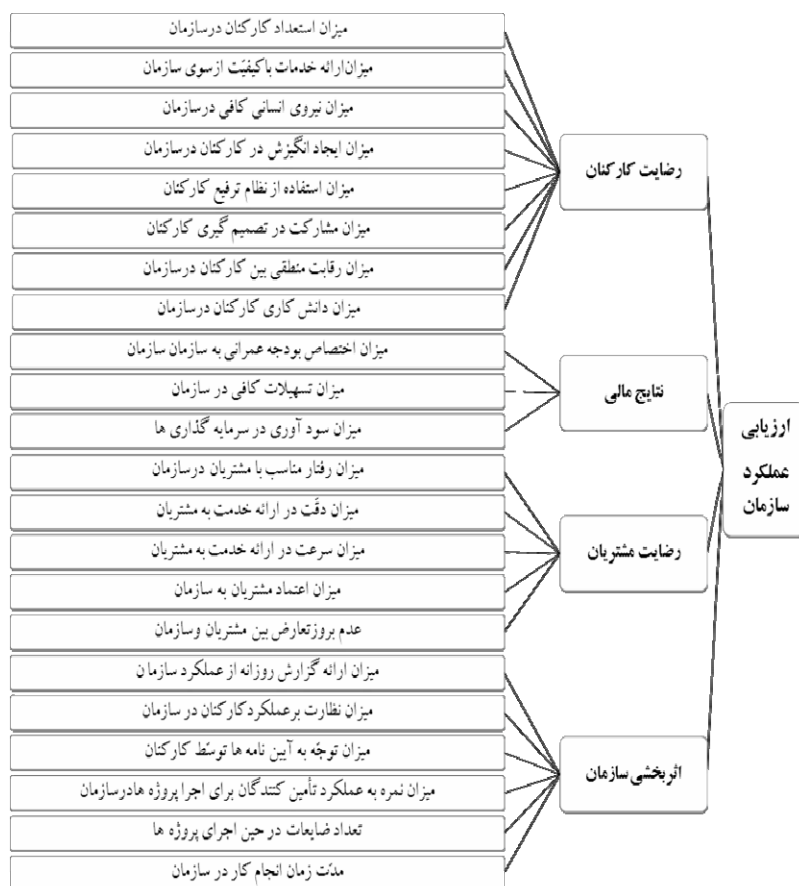 ارزیابی
عملکرد
سازمان
رضایت کارکنان
میزان استعداد کارکنان درسازمان
میزان‌ارائه خدمات باکیفیّت ازسوی سازمان
میزان نیروی انسانی کافی درسازمان
میزان ایجاد انگیزش در کارکنان درسازمان
میزان استفاده از نظام ترفیع کارکنان
میزان مشارکت در تصمیم گیری کارکنان
میزان رقابت منطقی بین کارکنان درسازمان
میزان دانش کاری کارکنان درسازمان
نتایج مالی
میزان اختصاص بودجه عمرانی به سازمان سازمان
میزان تسهیلات کافی در سازمان
میزان سود آوری در سرمایه گذاری ها
رضایت مشتریان
میزان رفتار مناسب با مشتریان درسازمان
میزان دقّت در ارائه خدمت به مشتریان
میزان سرعت در ارائه خدمت به مشتریان
میزان اعتماد مشتریان به سازمان
عدم بروزتعارض بین مشتریان وسازمان
اثربخشی سازمان
میزان ارائه گزارش روزانه از عملکرد سازمان
میزان نظارت برعملکردکارکنان در سازمان
میزان توجّه به آیین نامه ها توسّط کارکنان
میزان نمره به عملکرد تأمین کنندگان برای اجرا پروژه هادرسازمان
تعداد ضایعات در حین اجرای پروژه ها
مدّت زمان انجام کار در سازمان